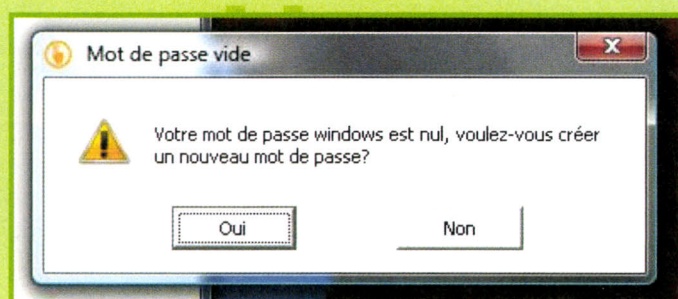 Mot de passe vide
Votre mot de passe windows est nul, voulez-vous créer
un nouveau mot de passe?
Oui
Non